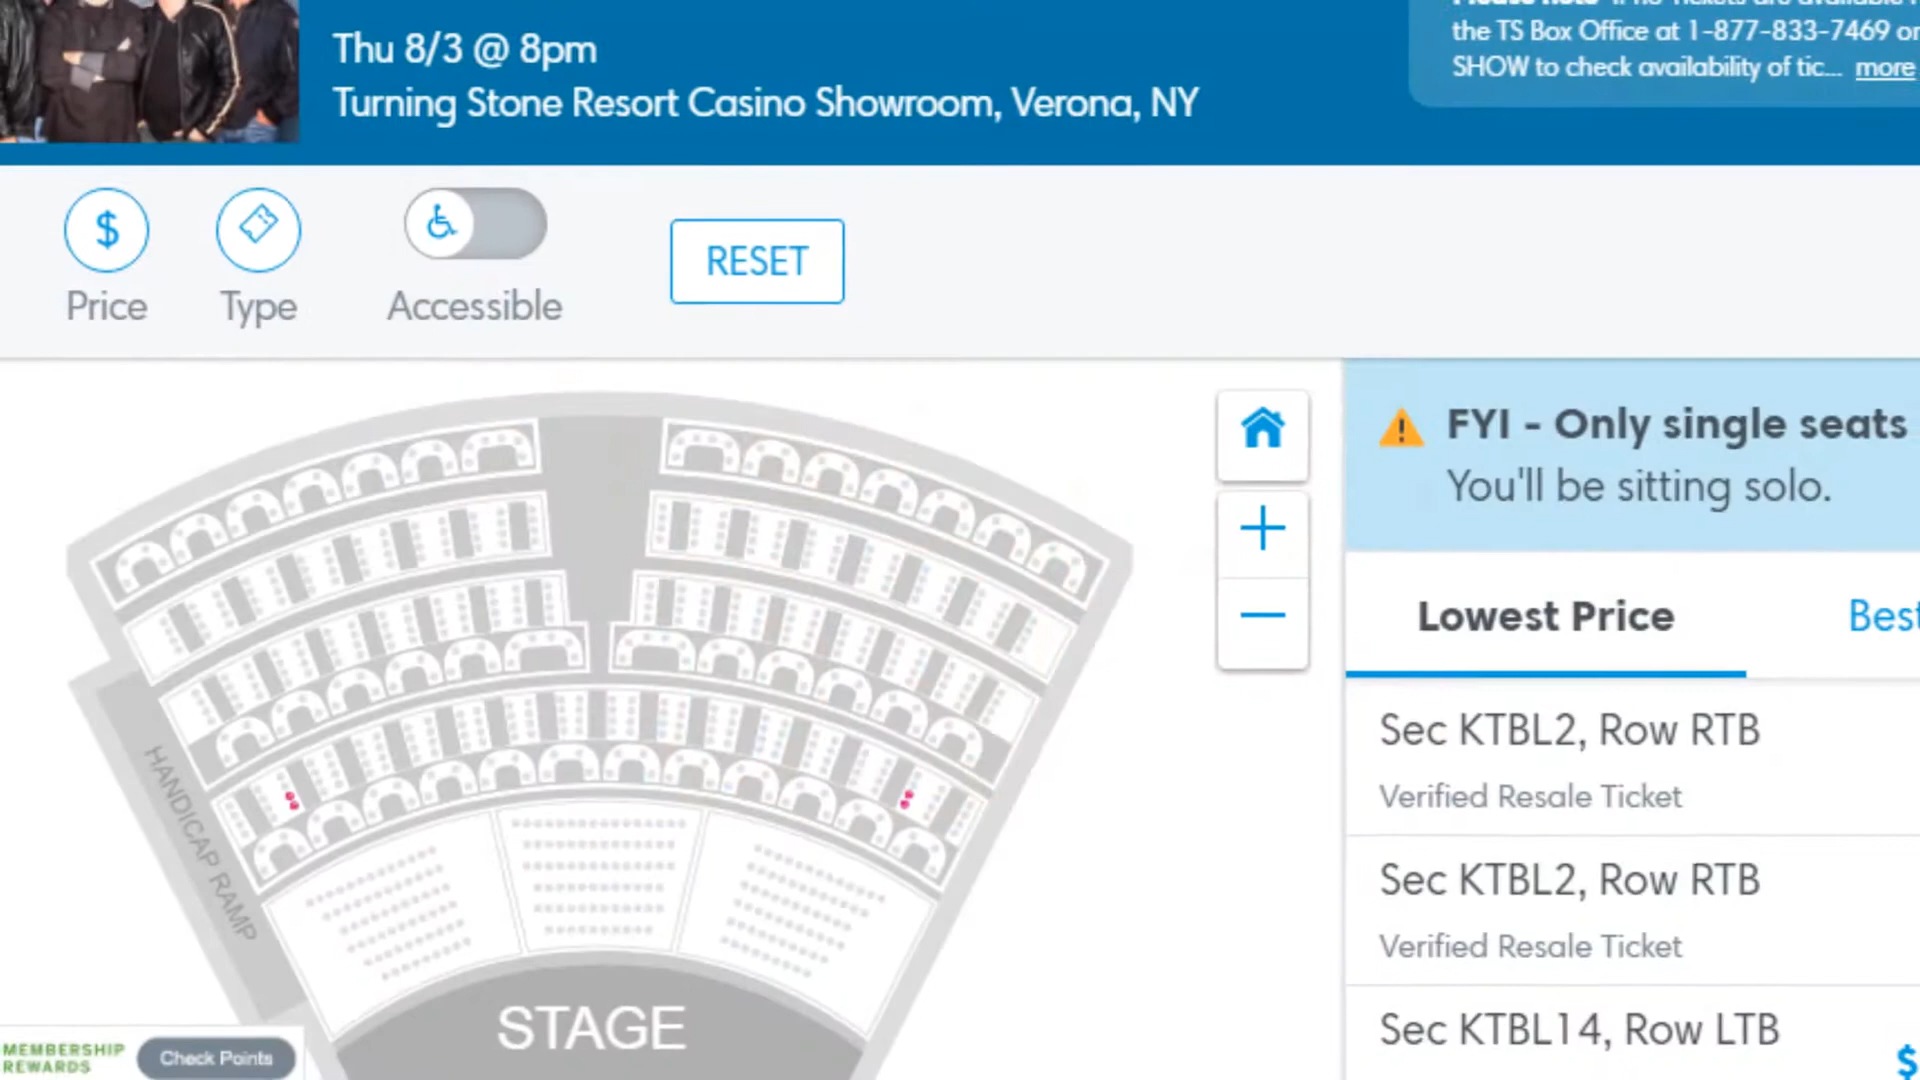 Please note
the TS Box Office at 1-877-833-7469 or
SHOW to check availability of tic... more
Thu 8/3 @ 8pm
Turning Stone Resort Casino Showroom, Verona, NY
$
Price
Type
Accessible
RESET
FYI - Only single seats
You'll be sitting solo.
Lowest Price
Best
Sec KTBL2, Row RTB
Verified Resale Ticket
Sec KTBL2, Row RTB
Verified Resale Ticket
Sec KTBL14, Row LTB
$
HANDICAP RAMP
STAGE
MEMBERSHIP
REWARDS
Check Points